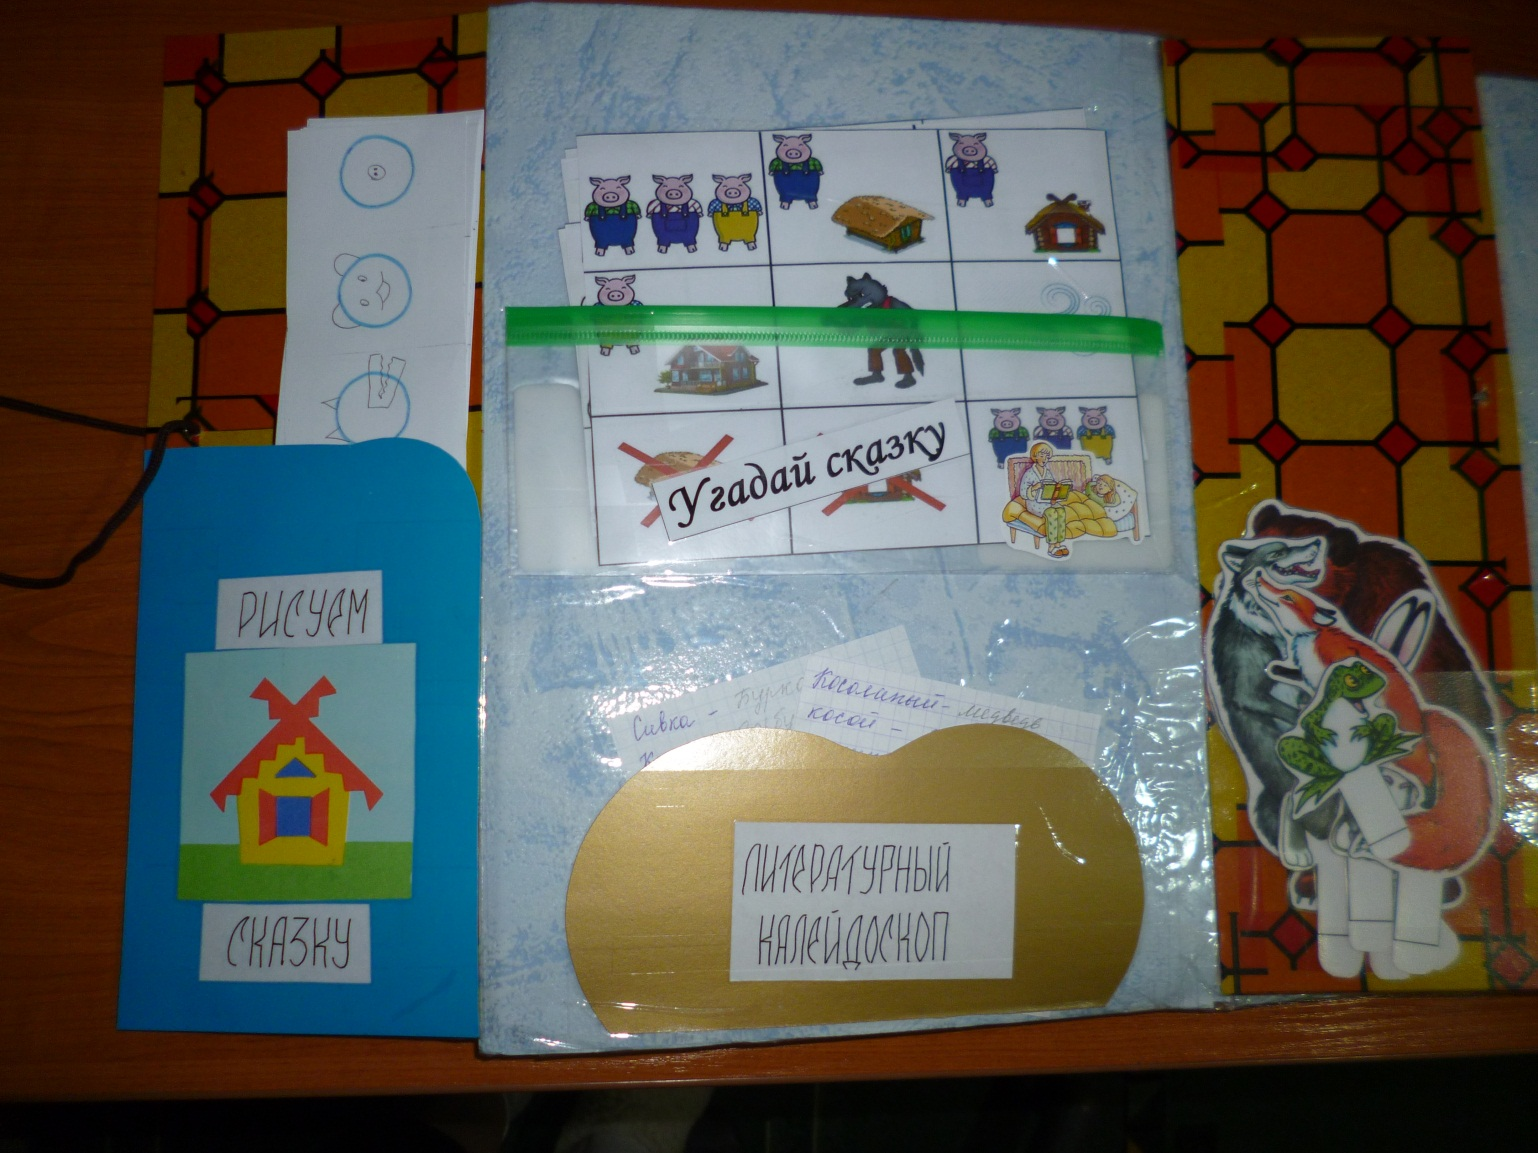 РИСУЕМ
СКАЗКУ
Угадай сказку
Сивка -
Косолапый - медведь
косой -
ЛИТЕРАТУРНЫЙ
КАЛЕЙДОСКОП